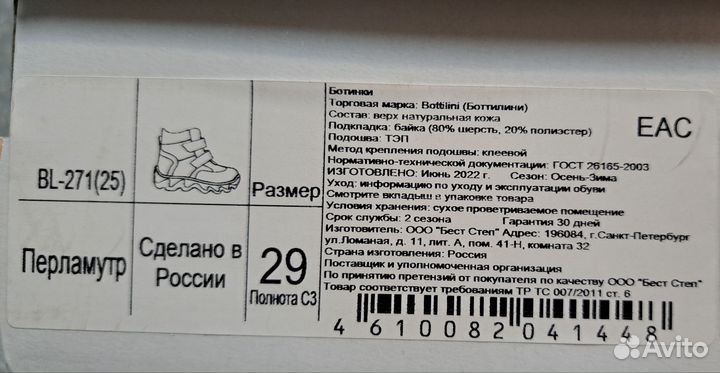 BL-271(25)
Перламутр
Сделано в
России
Размер
29
Полнота С3
Ботинки
Торговая марка: Bottilini (Боттилини)
Состав: верх натуральная кожа
Подкладка: байка (80% шерсть, 20% полиэстер)
Подошва: ТЭП
Метод крепления подошвы: клеевой
Нормативно-технической документации: ГОСТ 26165-2003
ИЗГОТОВЛЕНО: Июнь 2022 г. Сезон: Осень-Зима
Уход: информацию по уходу и эксплуатации обуви
Смотрите вкладыш в упаковке товара
Условия хранения: сухое проветриваемое помещение
Срок службы: 2 сезона Гарантия 30 дней
Изготовитель: ООО "Бест Степ" Адрес: 196084, г.Санкт-Петербург
ул.Ломаная, д. 11, лит. А, пом. 41-Н, комната 32
Страна изготовления: Россия
Поставщик и уполномоченная организация
По принятию претензий от покупателя по качеству ООО "Бест Степ"
Товар соответствует требованиям ТР ТС 007/2011 ст. 6
ЕАС
4 610082 041448
Avito